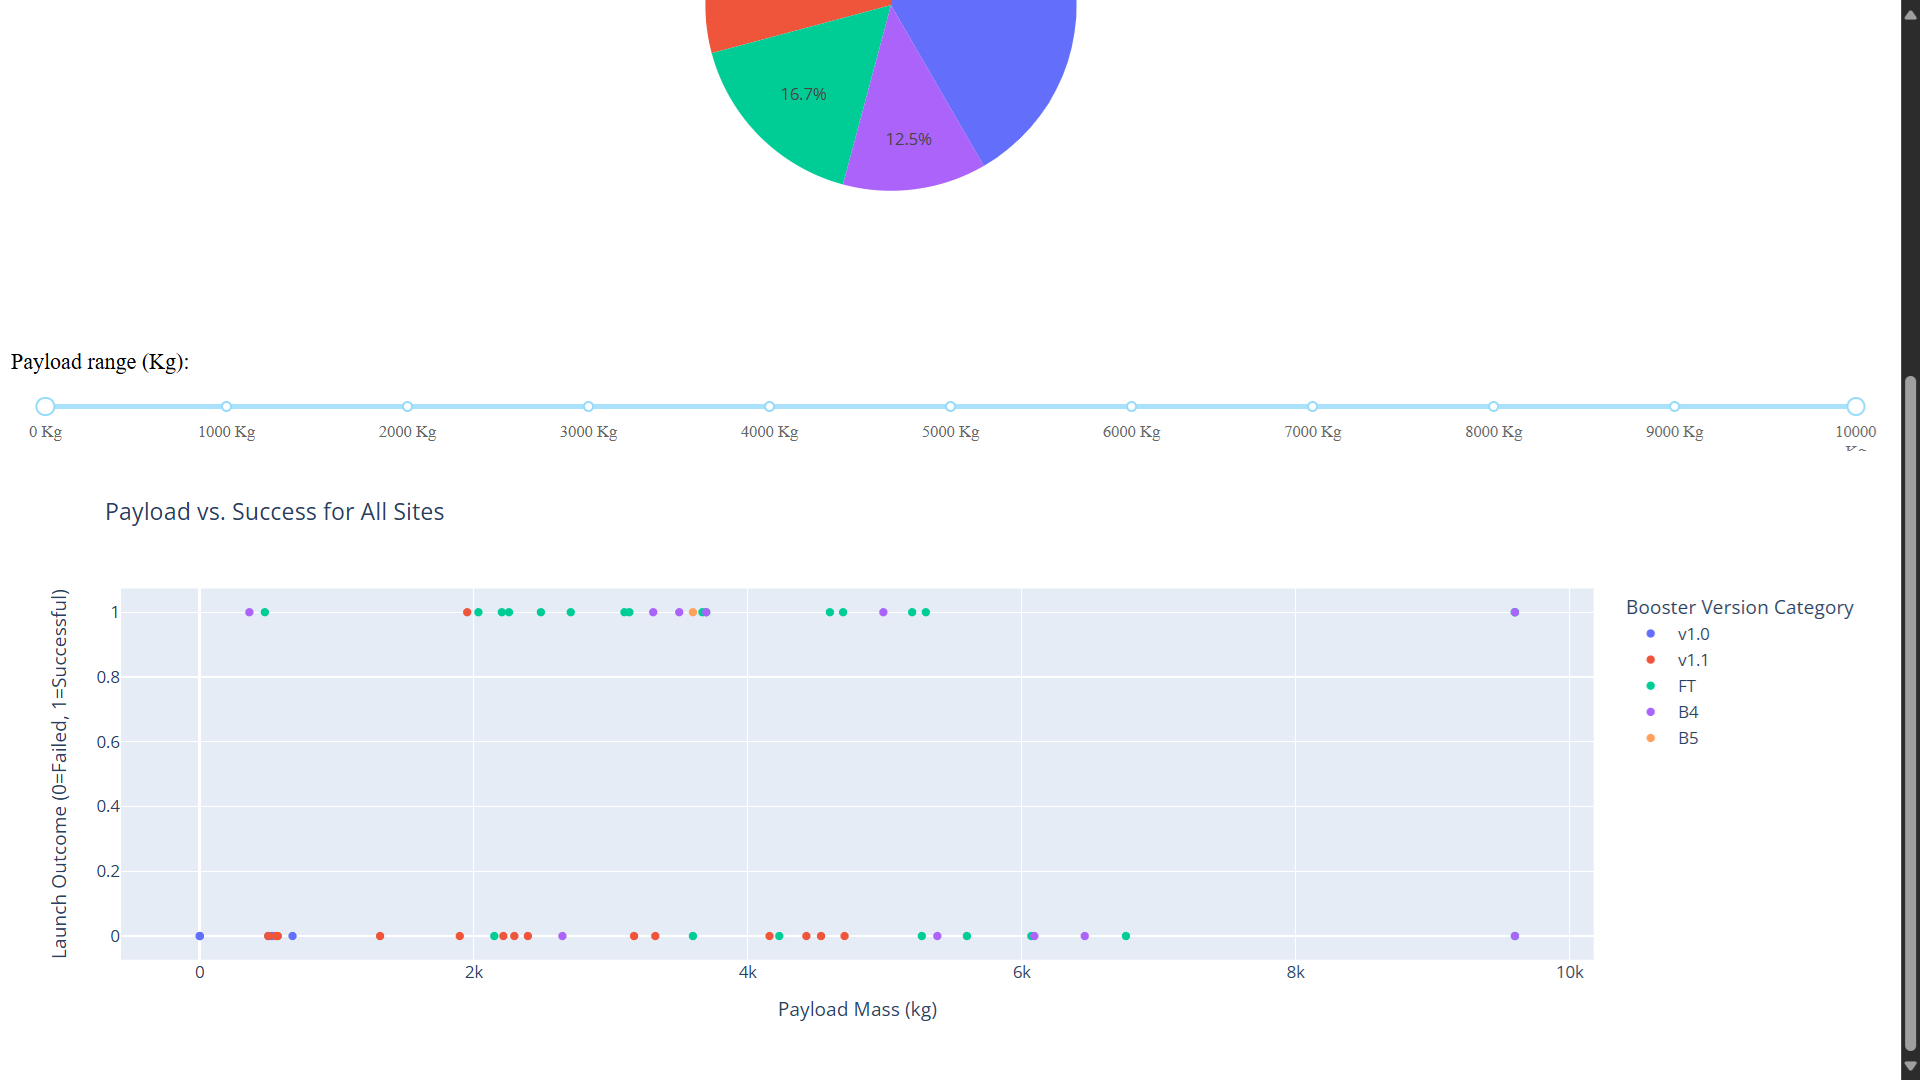 16.7%
12.5%
Payload range (Kg):
0 Kg 1000 Kg 2000 Kg 3000 Kg 4000 Kg 5000 Kg 6000 Kg 7000 Kg 8000 Kg 9000 Kg 10000
Payload vs. Success for All Sites
Launch Outcome (0=Failed, 1=Successful)
1
0.8
0.6
0.4
0.2
0
0 2k 4k 6k 8k 10k
Payload Mass (kg)
Booster Version Category
v1.0
v1.1
FT
B4
B5